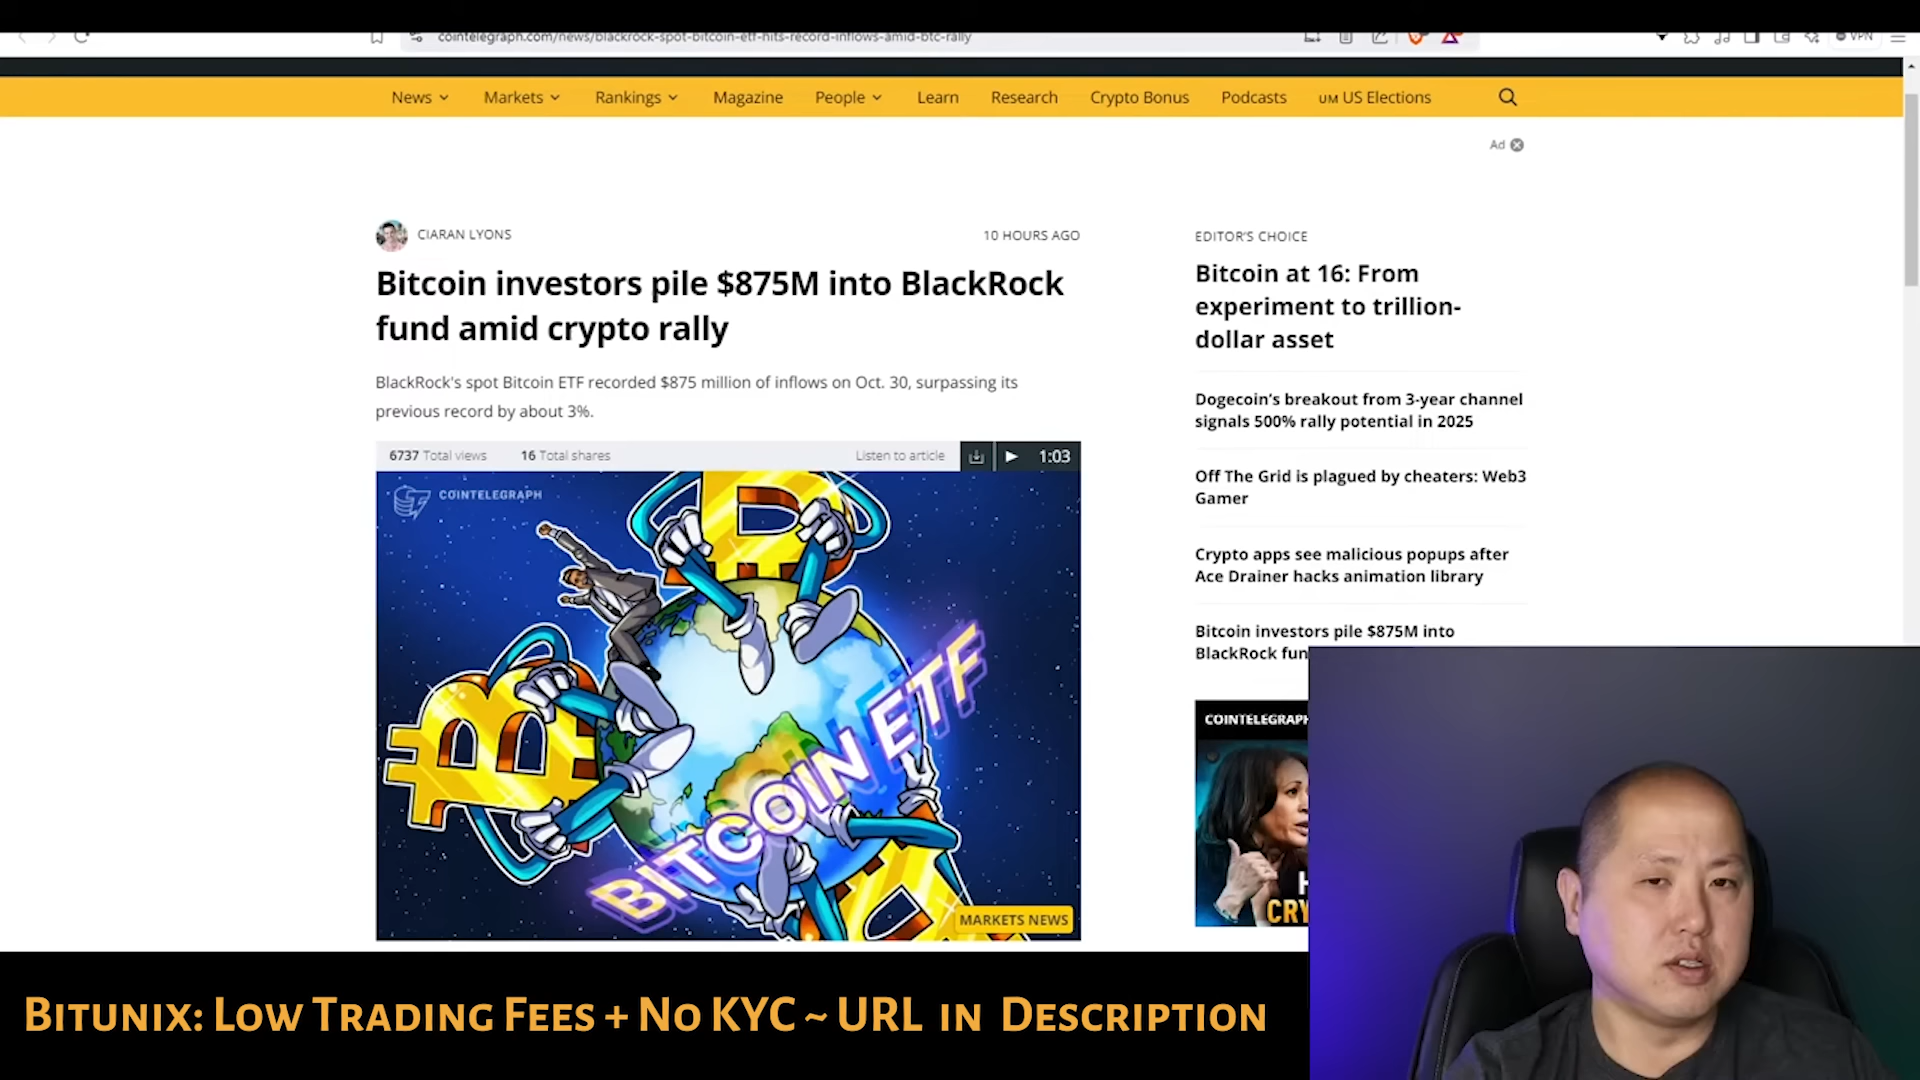 cointelegraph.com/news/blackrock-spot-bitcoin-etf-hits-record-inflows-amid-btc-rally
VPN
News Markets Rankings Magazine People Learn Research Crypto Bonus Podcasts UM US Elections
Ad
CIARAN LYONS
10 HOURS AGO
Bitcoin investors pile $875M into BlackRock
fund amid crypto rally
BlackRock's spot Bitcoin ETF recorded $875 million of inflows on Oct. 30, surpassing its
previous record by about 3%.
6737 Total views 16 Total shares Listen to article 1:03
COINTELEGRAPH
BITCOIN ETF
MARKETS NEWS
EDITOR'S CHOICE
Bitcoin at 16: From
experiment to trillion-
dollar asset
Dogecoin’s breakout from 3-year channel
signals 500% rally potential in 2025
Off The Grid is plagued by cheaters: Web3
Gamer
Crypto apps see malicious popups after
Ace Drainer hacks animation library
Bitcoin investors pile $875M into
BlackRock fun
COINTELEGRAPH
H
CRY
Bitunix: Low Trading Fees + No KYC ~ URL in Description